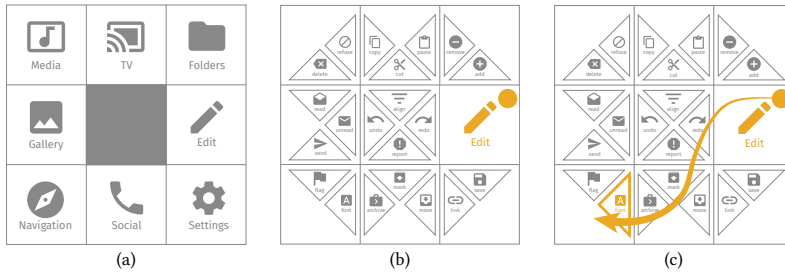 Media TV Folders
Gallery Edit
Navigation Social Settings
(a)
refuse copy paste remove
delete cut add
read align
unread undo redo Edit
send report
flag mark save
font archive move link
(b)
refuse copy paste remove
delete cut add
read align
unread undo redo Edit
send report
flag mark save
font archive move link
(c)